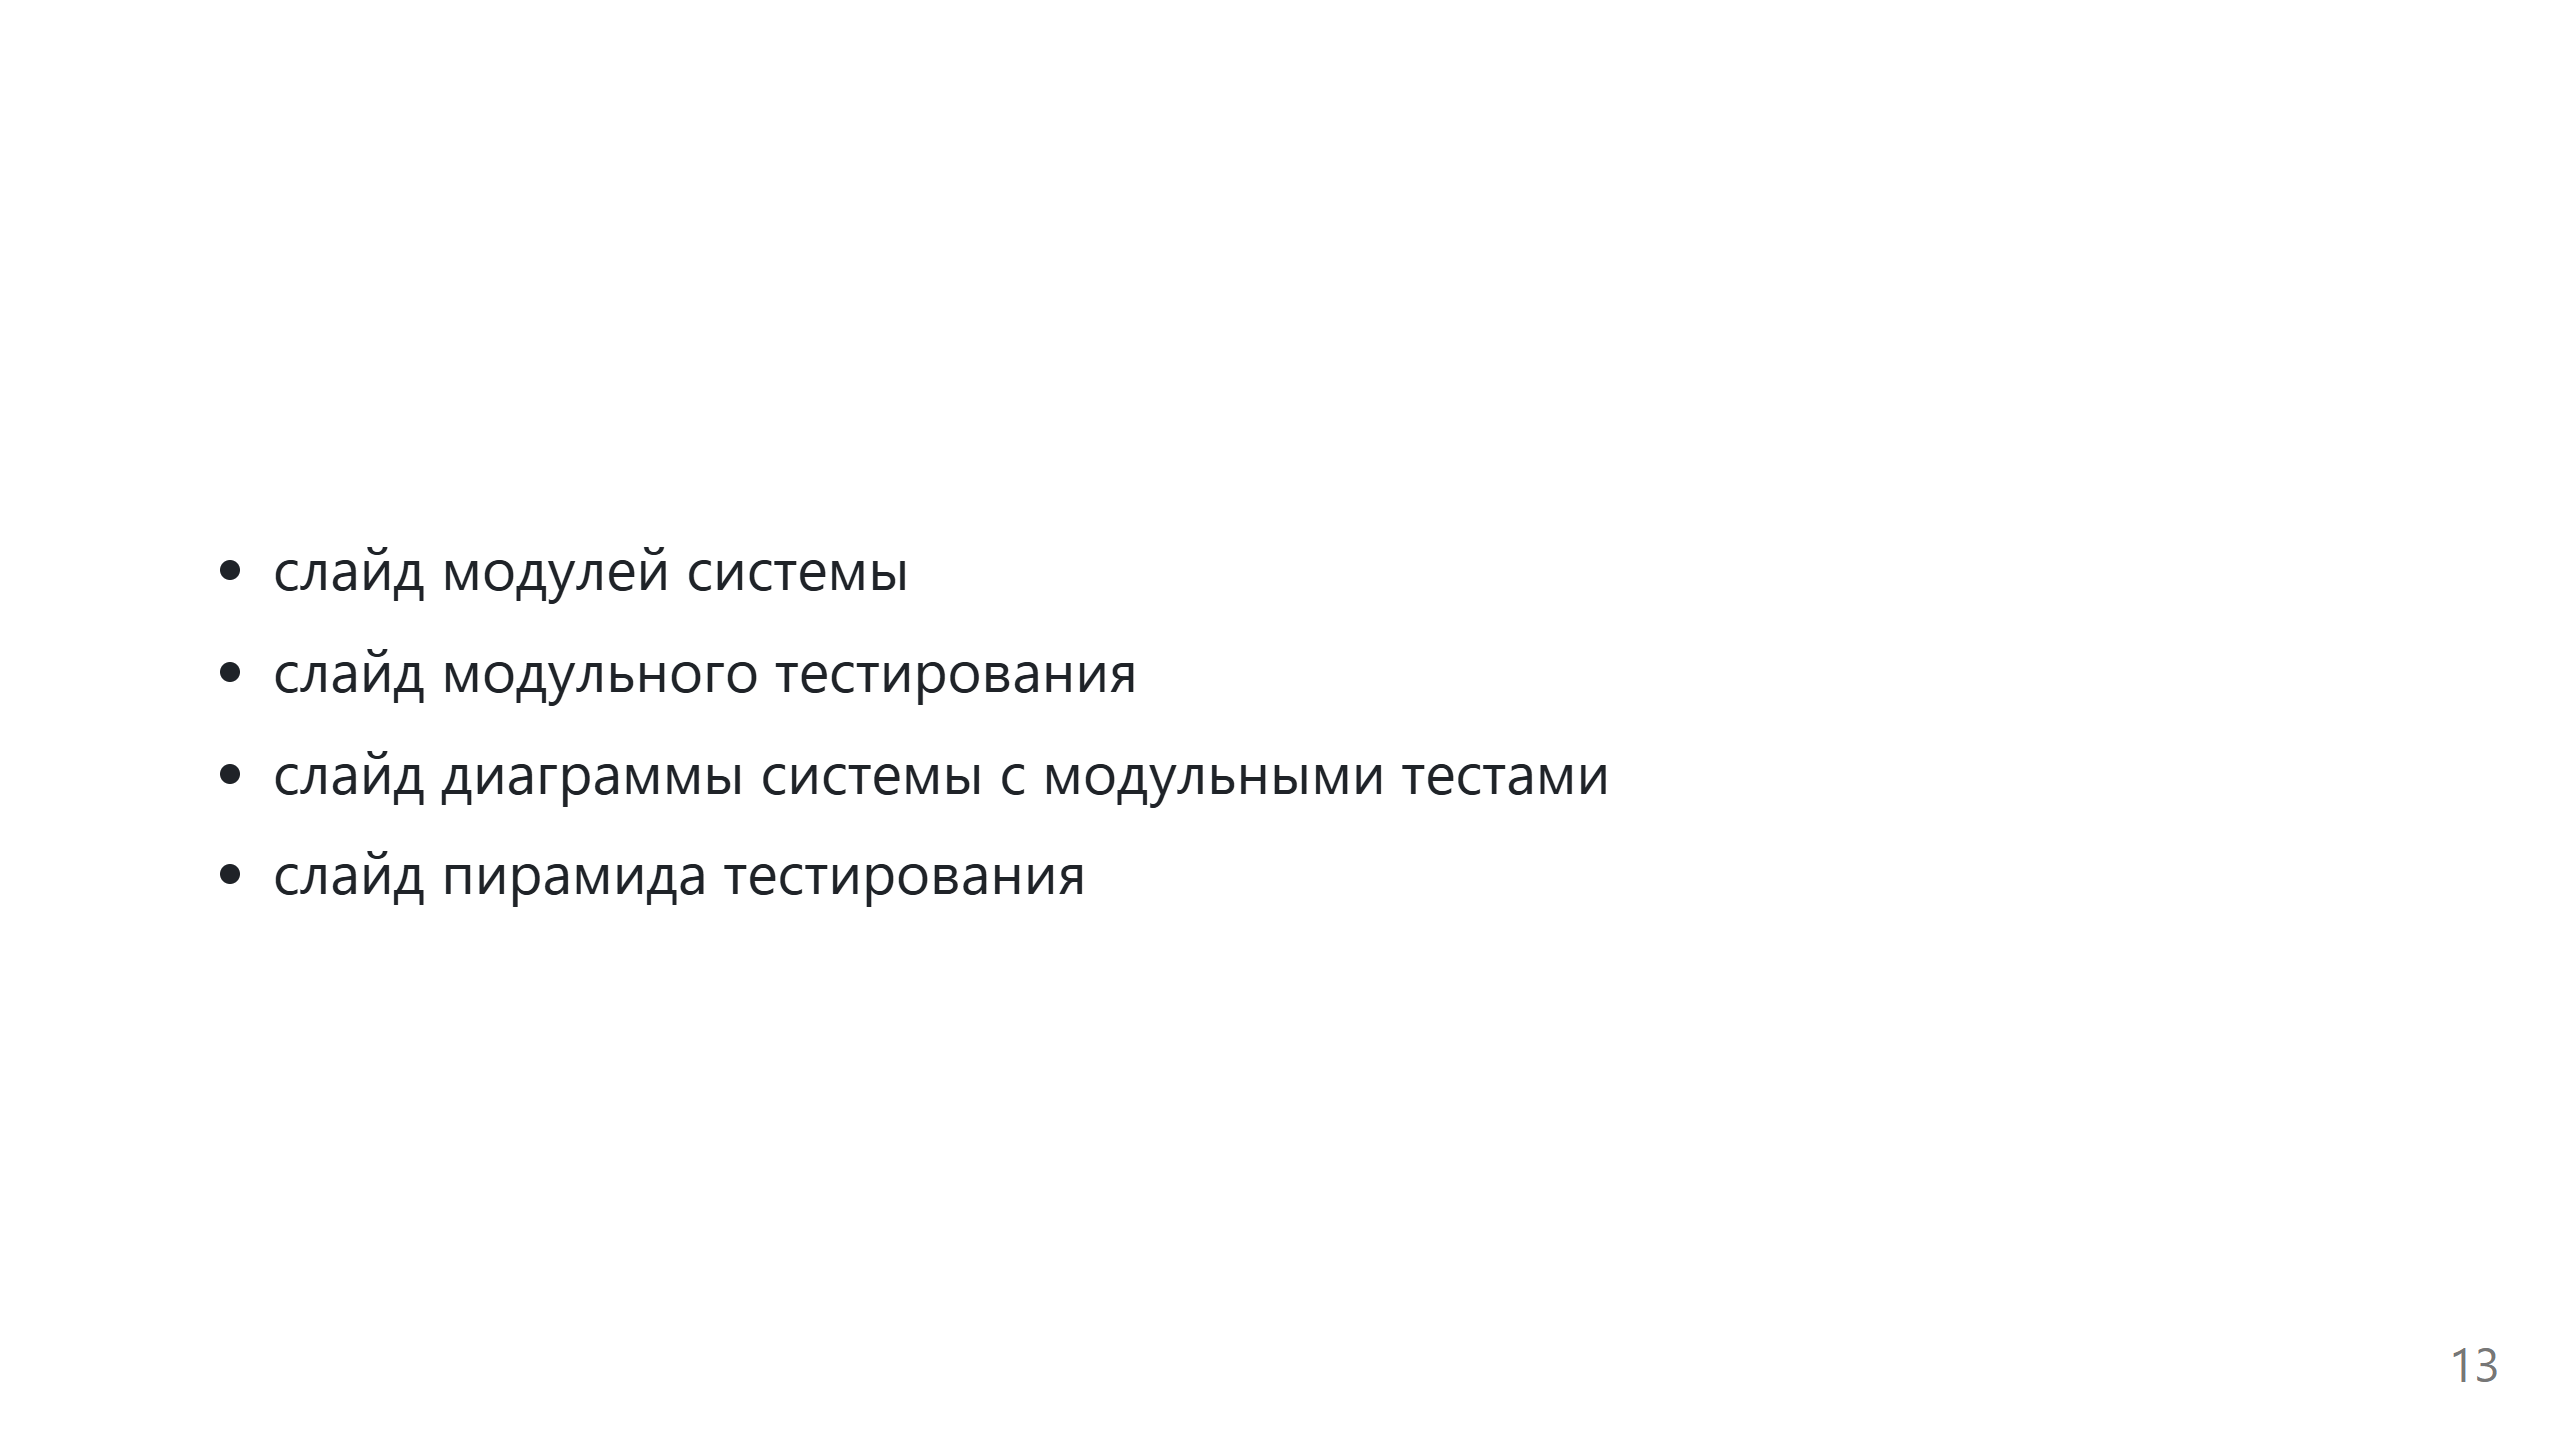 • слайд модулей системы
• слайд модульного тестирования
• слайд диаграммы системы с модульными тестами
• слайд пирамида тестирования
13